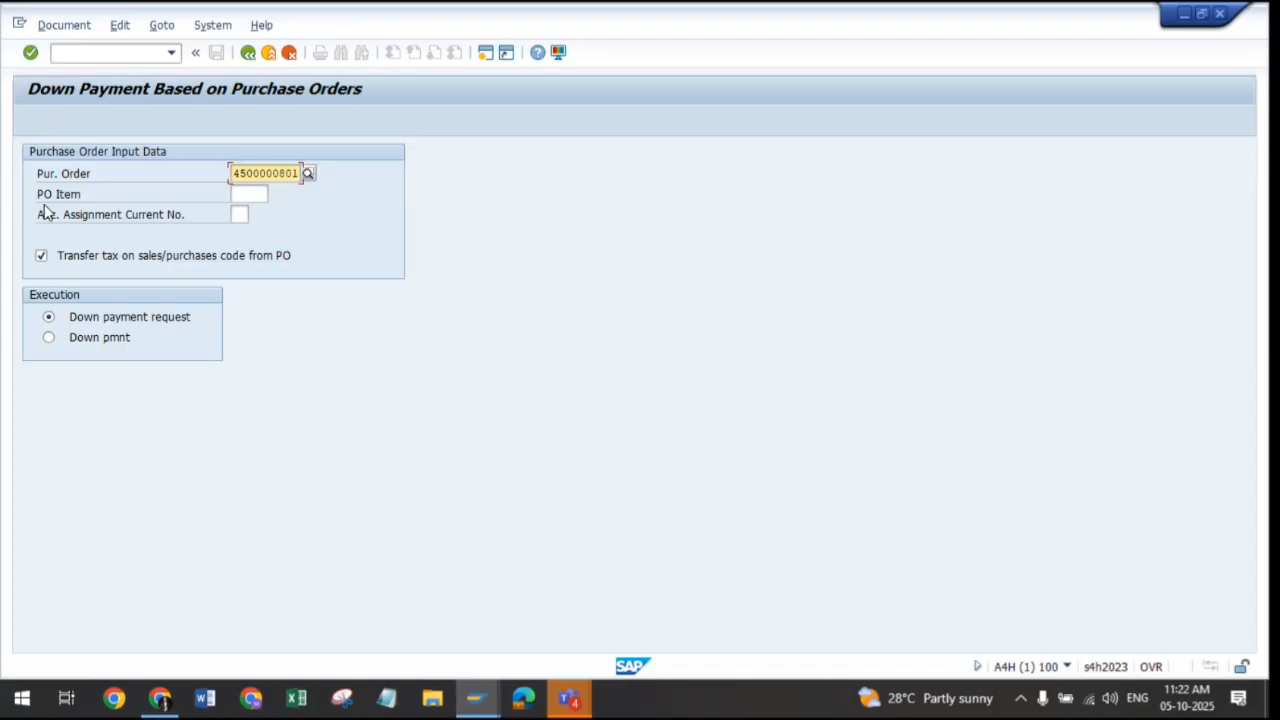 Document Edit Goto System Help
«
Down Payment Based on Purchase Orders
Purchase Order Input Data
Pur. Order 4500000801
PO Item
Assignment Current No.
Transfer tax on sales/purchases code from PO
Execution
Down payment request
Down pmnt
SAP A4H (1) 100 s4h2023 OVR
4 28°C Partly sunny ENG 11:22 AM
05-10-2025